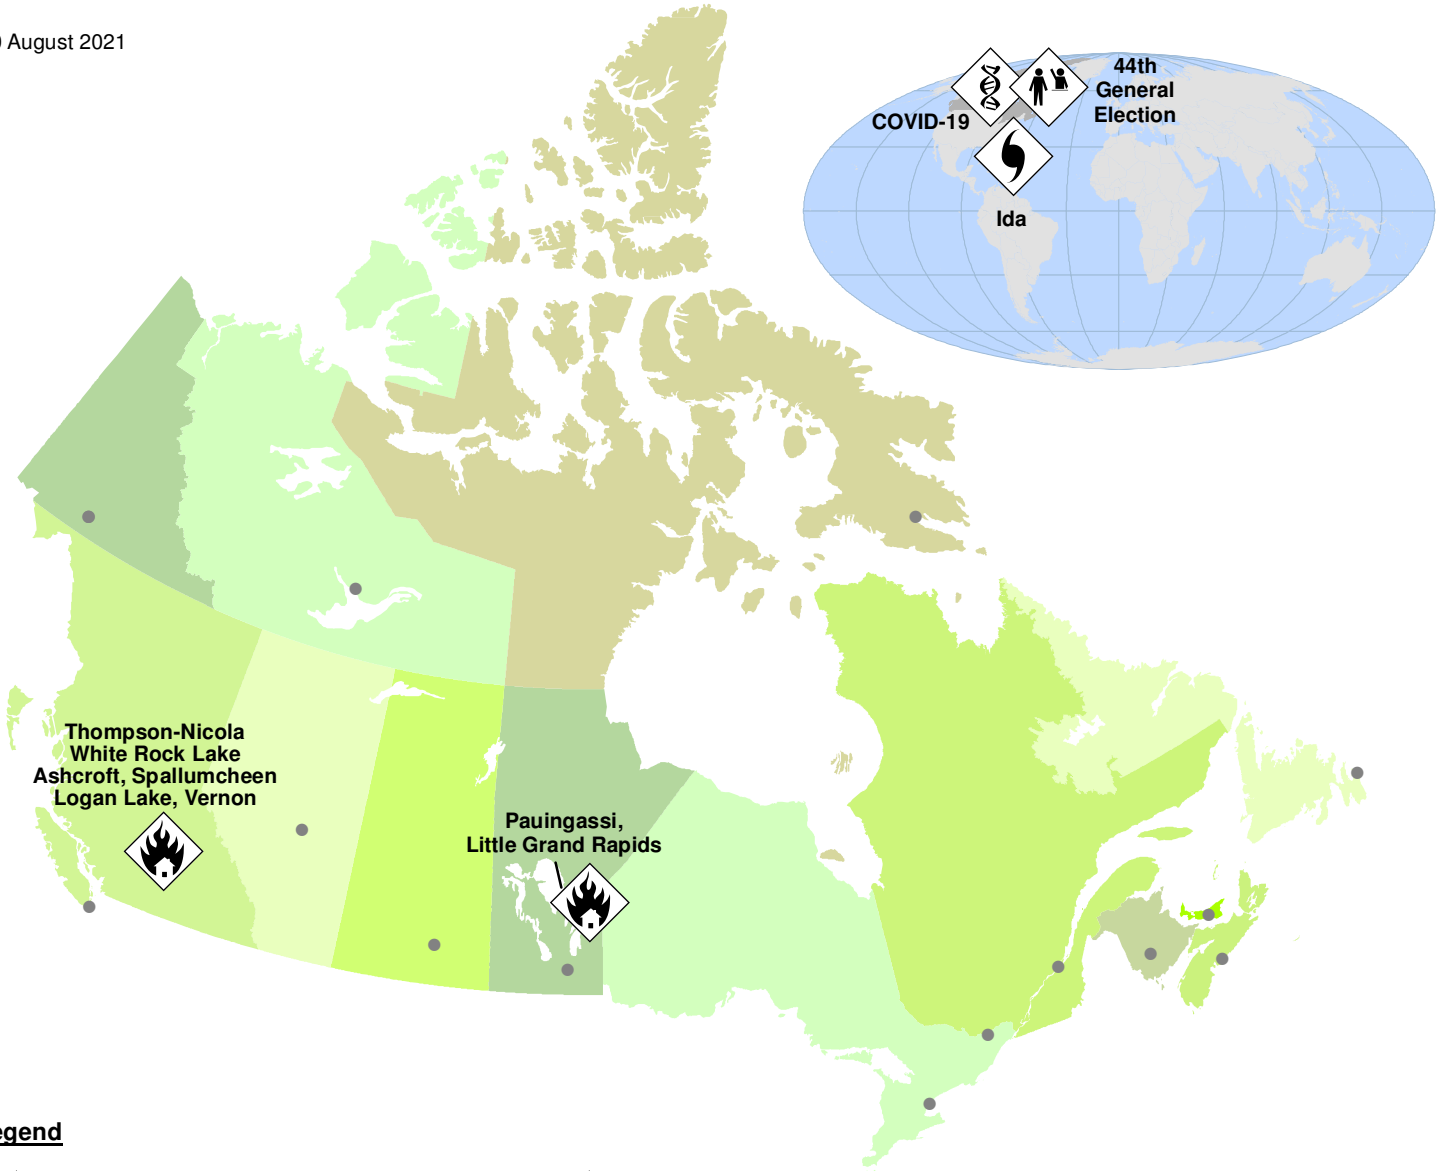 August 2021
44th
General
Election
COVID-19
Ida
Thompson-Nicola
White Rock Lake
Ashcroft, Spallumcheen
Logan Lake, Vernon
Pauingassi,
Little Grand Rapids
egend